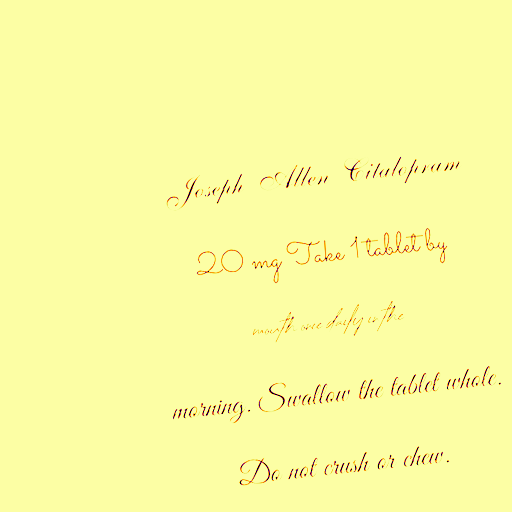 Joseph Allen Citalopram
20 mg Take 1 tablet by
mouth once daily in the
morning. Swallow the tablet whole.
Do not crush or chew.